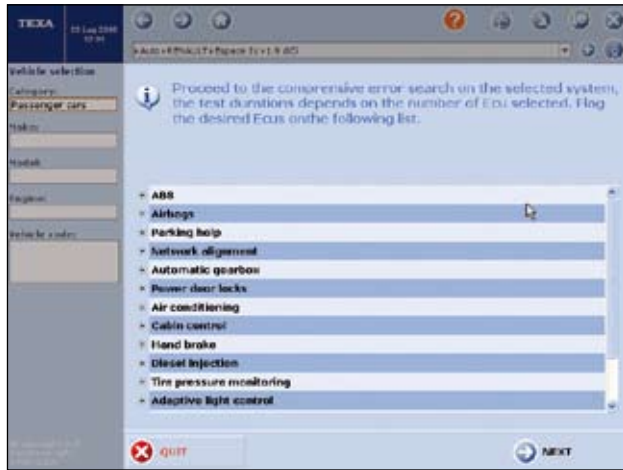 TEXA
Vehicle selection
Category:
Passenger cars
Make:
Model:
Engine:
Vehicle code:
Proceed to the comprensive error search on the selected system,
the test durations depends on the number of Ecu selected. Flag
the desired Ecus onthe following list.
ABS
Airbags
Parking help
Network alignment
Automatic gearbox
Power door locks
Air conditioning
Cabin control
Hand brake
Diesel Injection
Tire pressure monitoring
Adaptive light control
QUIT
NEXT